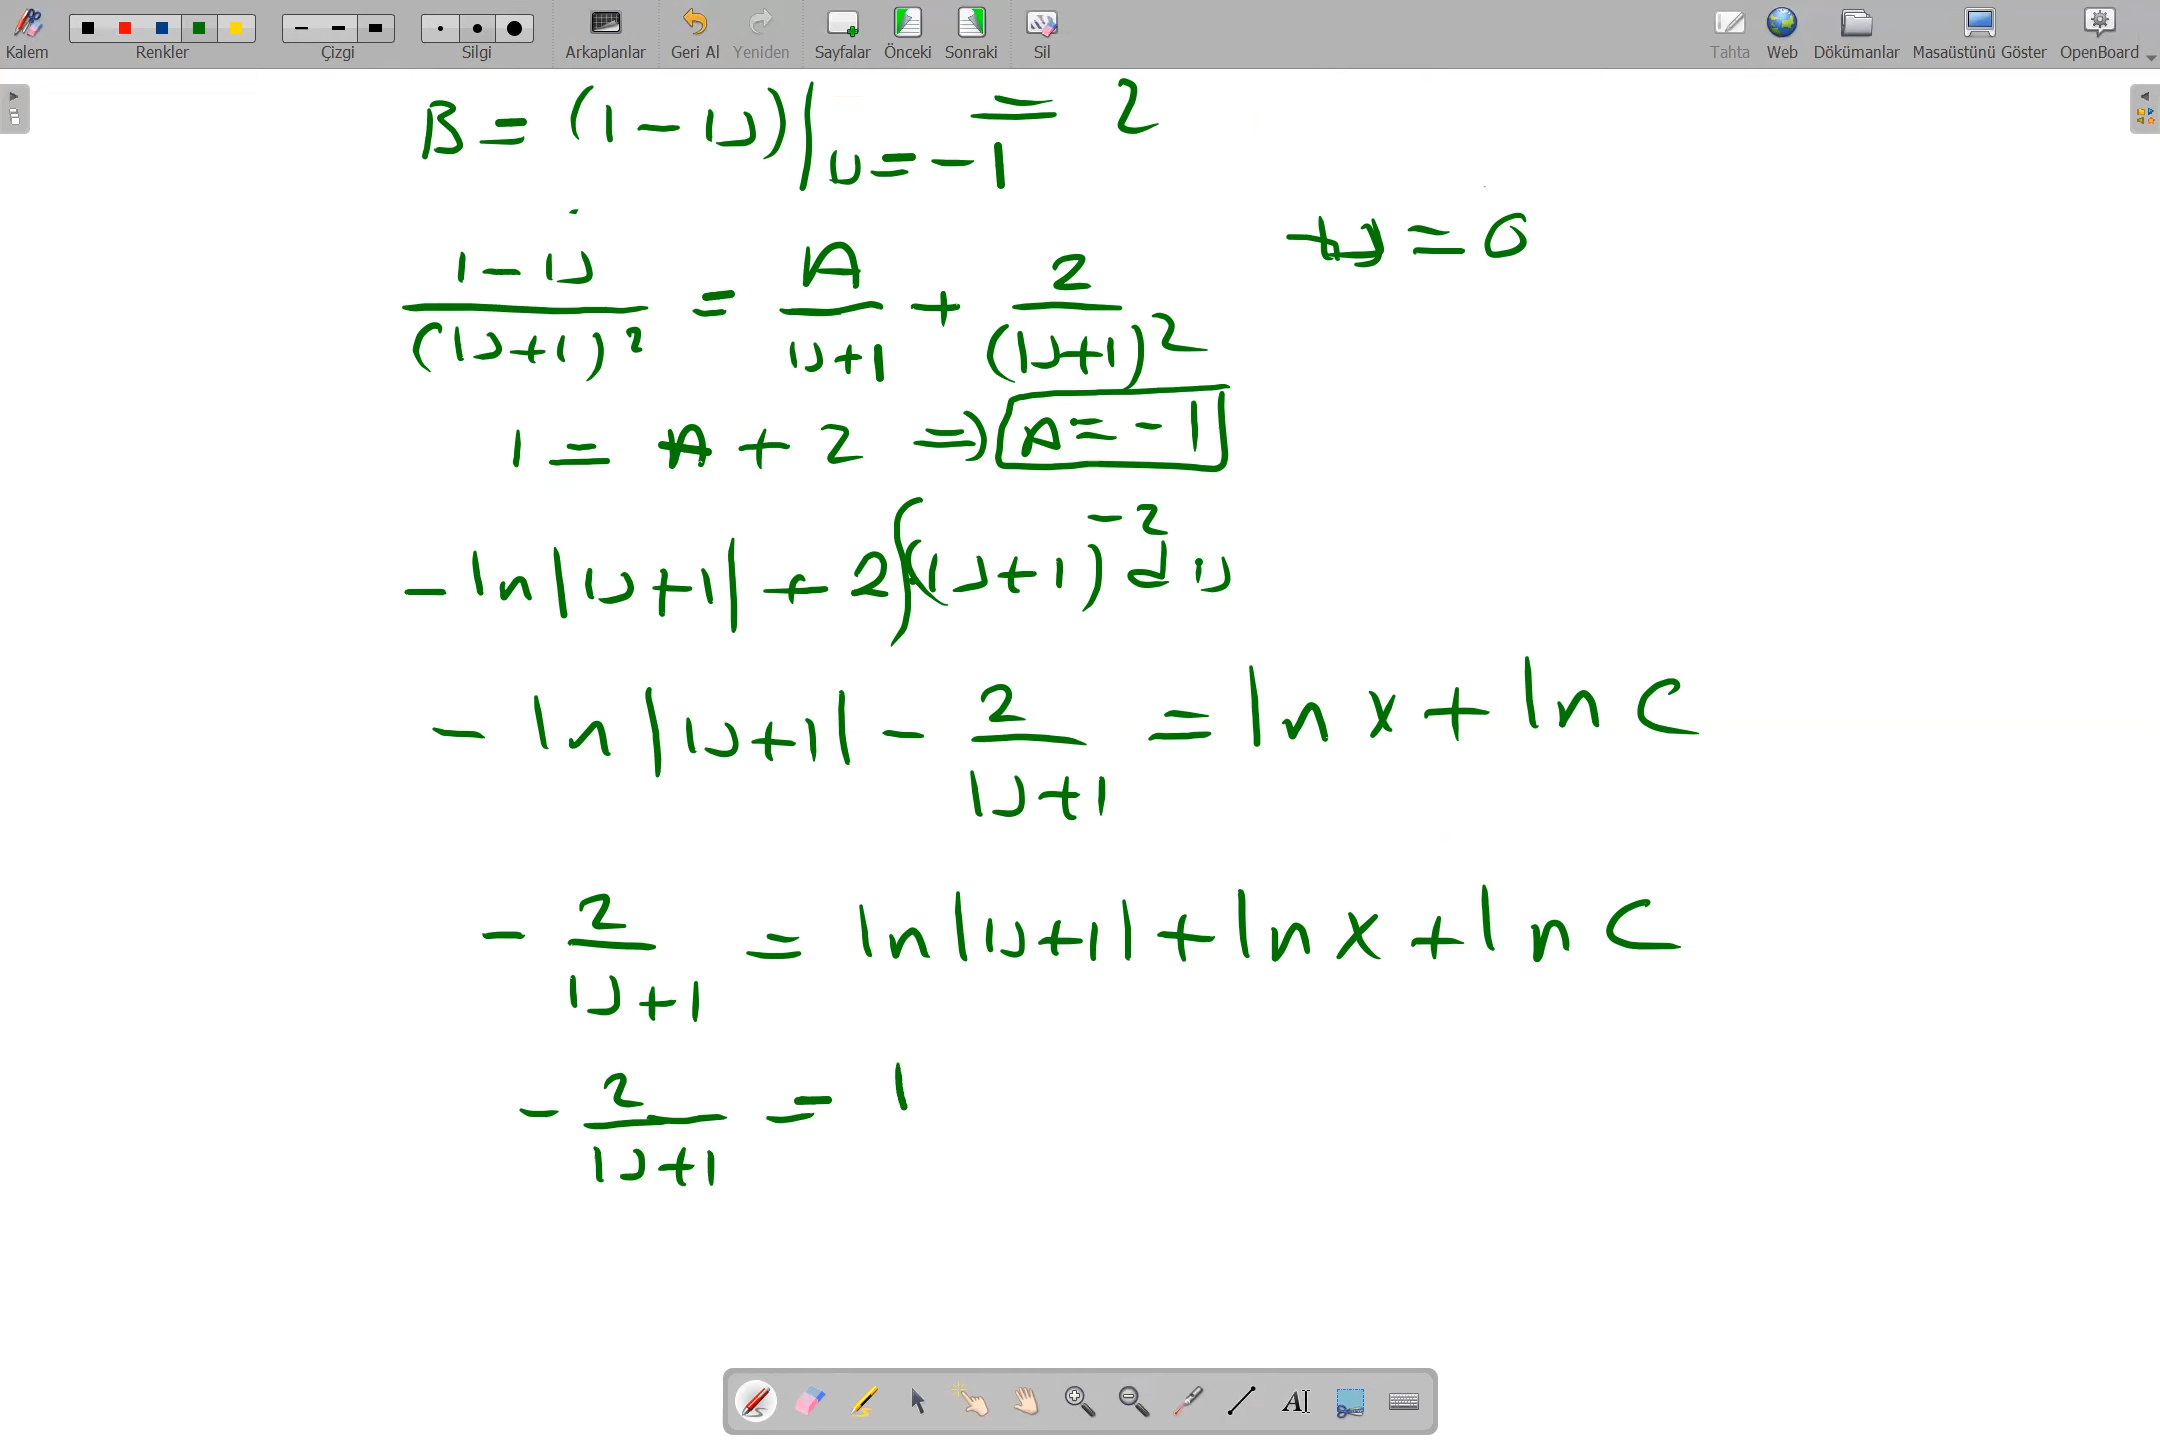 Kalem Renkler Çizgi Silgi Arkaplanlar Geri Al Yeniden Sayfalar Önceki Sonraki Sil Tahta Web Dökümanlar Masaüstünü Göster OpenBoard
B = (1 - υ)|υ = -1 = 2
υ = 0
(1 - υ)/(υ+1)² = A/(υ+1) + 2/(υ+1)²
1 = A + 2 ⇒ A = -1
- ln|υ+1| + 2∫(υ+1)⁻² dυ
- ln|υ+1| - 2/(υ+1) = ln x + ln C
- 2/(υ+1) = ln|υ+1| + ln x + ln C
- 2/(υ+1) = l